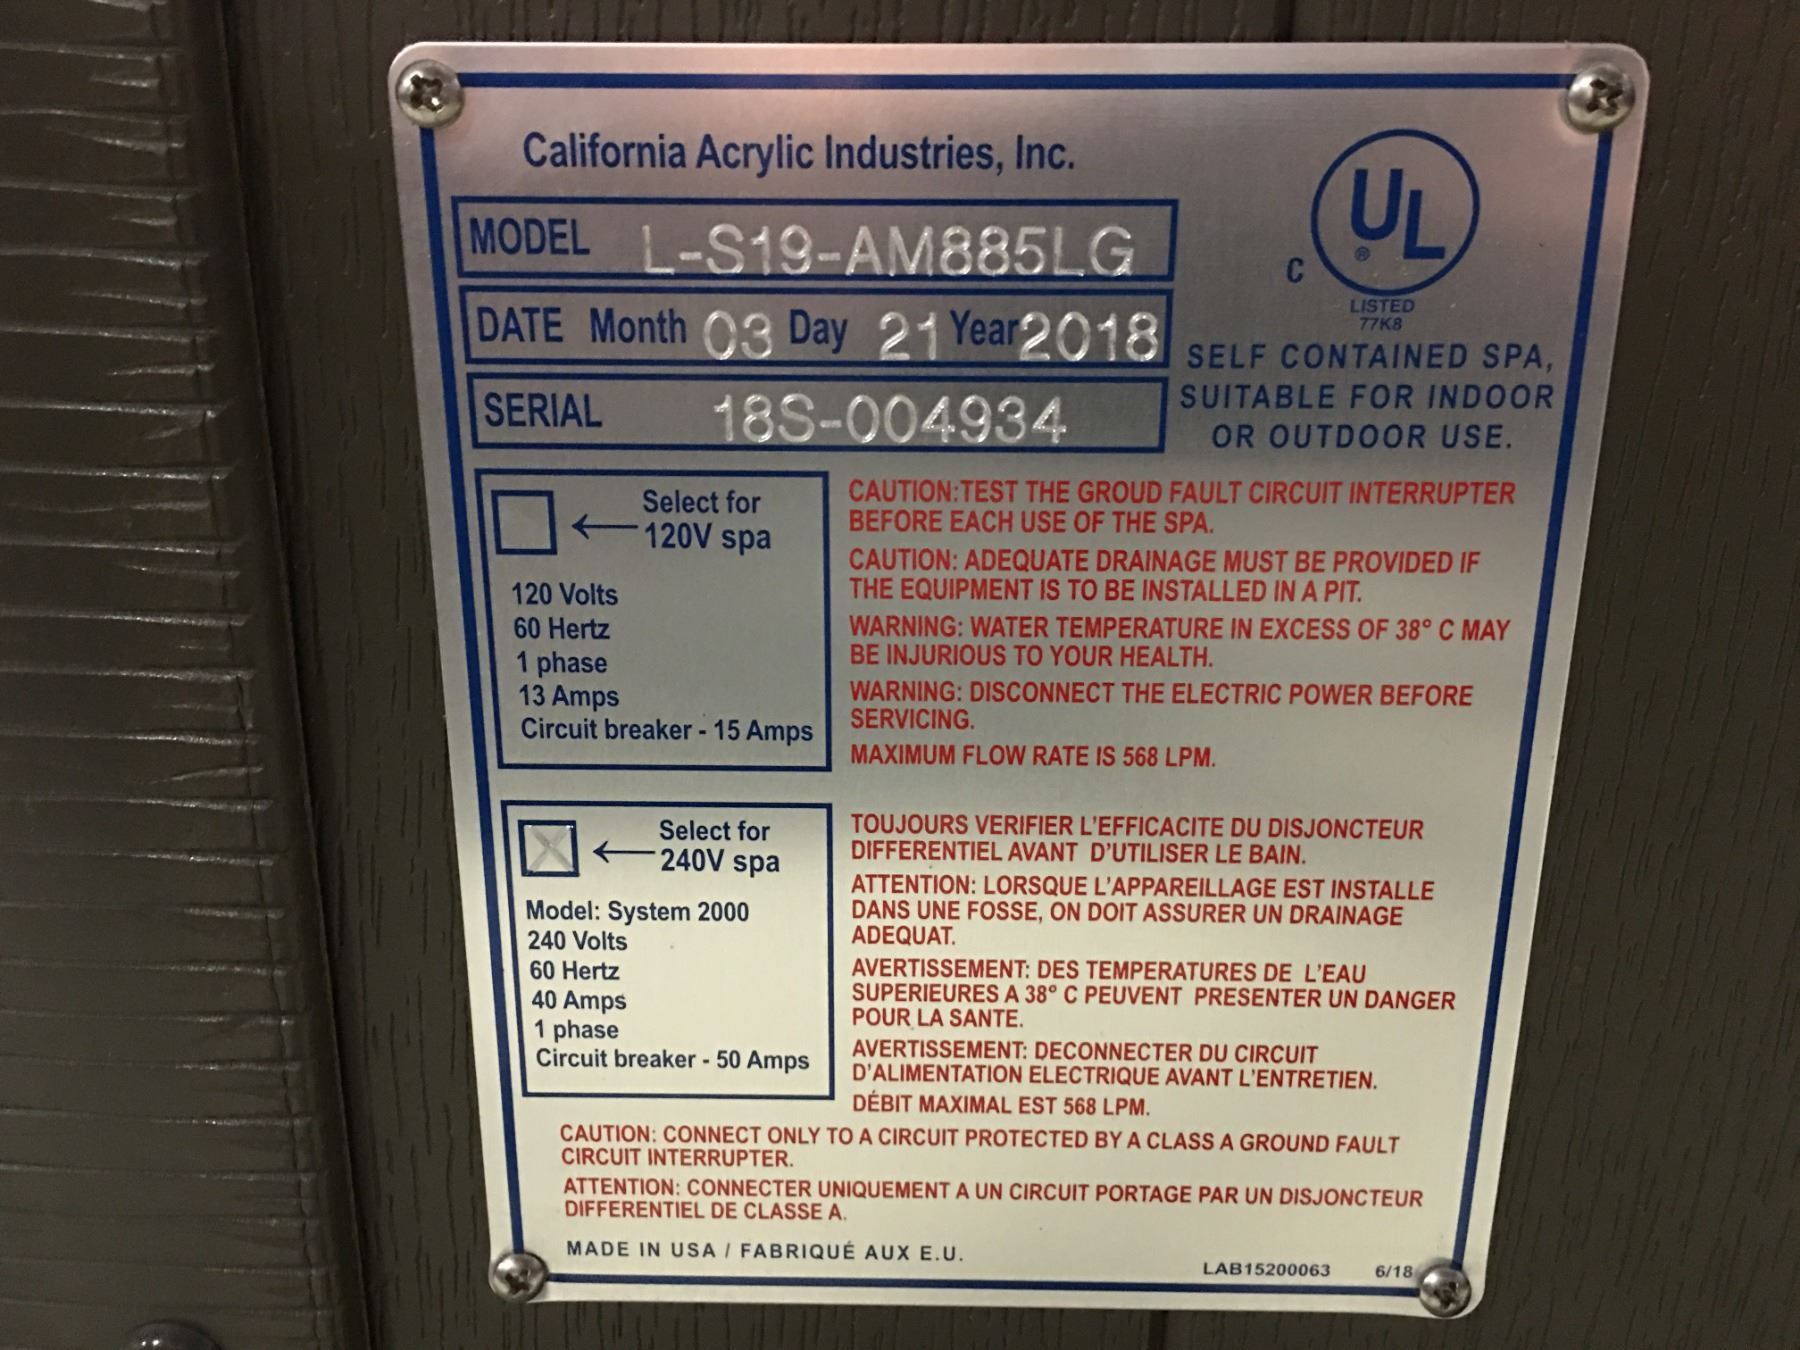 California Acrylic Industries, Inc.
MODEL L-S19-AM885LG
DATE Month 03 Day 21 Year 2018
SERIAL 18S-004934
C UL ®
LISTED
77K8
SELF CONTAINED SPA,
SUITABLE FOR INDOOR
OR OUTDOOR USE.
Select for
120V spa
120 Volts
60 Hertz
1 phase
13 Amps
Circuit breaker - 15 Amps
CAUTION:TEST THE GROUD FAULT CIRCUIT INTERRUPTER
BEFORE EACH USE OF THE SPA.
CAUTION: ADEQUATE DRAINAGE MUST BE PROVIDED IF
THE EQUIPMENT IS TO BE INSTALLED IN A PIT.
WARNING: WATER TEMPERATURE IN EXCESS OF 38° C MAY
BE INJURIOUS TO YOUR HEALTH.
WARNING: DISCONNECT THE ELECTRIC POWER BEFORE
SERVICING.
MAXIMUM FLOW RATE IS 568 LPM.
X
Select for
240V spa
Model: System 2000
240 Volts
60 Hertz
40 Amps
1 phase
Circuit breaker - 50 Amps
TOUJOURS VERIFIER L'EFFICACITE DU DISJONCTEUR
DIFFERENTIEL AVANT D'UTILISER LE BAIN.
ATTENTION: LORSQUE L'APPAREILLAGE EST INSTALLE
DANS UNE FOSSE, ON DOIT ASSURER UN DRAINAGE
ADEQUAT.
AVERTISSEMENT: DES TEMPERATURES DE L'EAU
SUPERIEURES A 38° C PEUVENT PRESENTER UN DANGER
POUR LA SANTE.
AVERTISSEMENT: DECONNECTER DU CIRCUIT
D'ALIMENTATION ELECTRIQUE AVANT L'ENTRETIEN.
DÉBIT MAXIMAL EST 568 LPM.
CAUTION: CONNECT ONLY TO A CIRCUIT PROTECTED BY A CLASS A GROUND FAULT
CIRCUIT INTERRUPTER.
ATTENTION: CONNECTER UNIQUEMENT A UN CIRCUIT PORTAGE PAR UN DISJONCTEUR
DIFFERENTIEL DE CLASSE A.
MADE IN USA / FABRIQUÉ AUX E.U.
LAB15200063 6/18